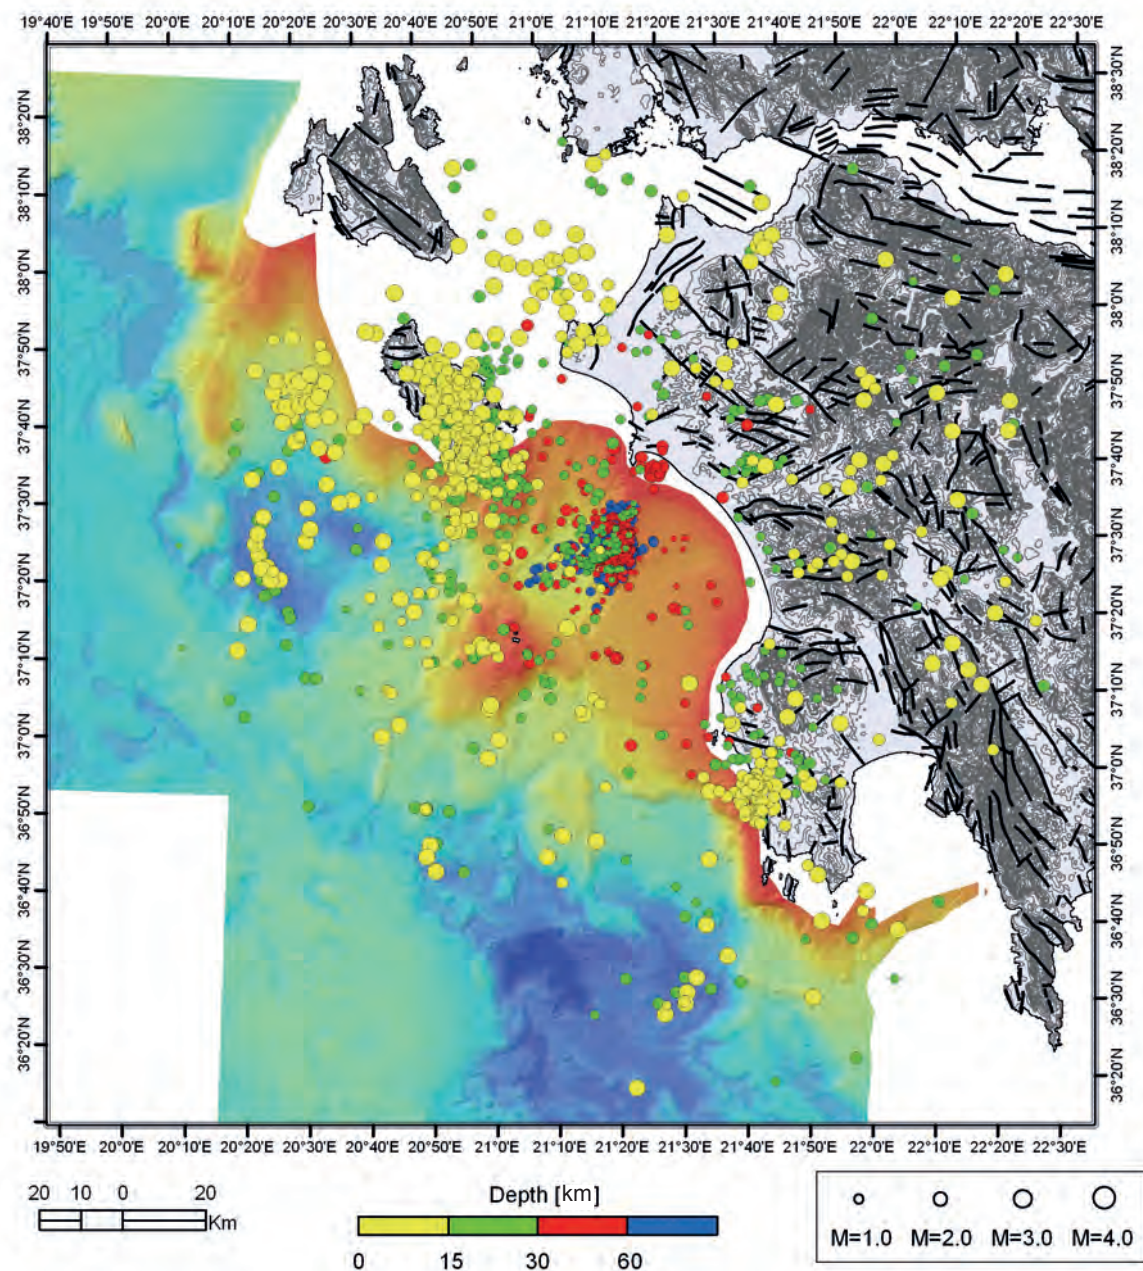 19°40'E 19°50'E 20°0'E 20°10'E 20°20'E 20°30'E 20°40'E 20°50'E 21°0'E 21°10'E 21°20'E 21°30'E 21°40'E 21°50'E 22°0'E 22°10'E 22°20'E 22°30'E
38°20'N
38°10'N
38°0'N
37°50'N
37°40'N
37°30'N
37°20'N
37°10'N
37°0'N
36°50'N
36°40'N
36°30'N
36°20'N
38°30'N
38°20'N
38°10'N
38°0'N
37°50'N
37°40'N
37°30'N
37°20'N
37°10'N
37°0'N
36°50'N
36°40'N
36°30'N
36°20'N
19°50'E 20°0'E 20°10'E 20°20'E 20°30'E 20°40'E 20°50'E 21°0'E 21°10'E 21°20'E 21°30'E 21°40'E 21°50'E 22°0'E 22°10'E 22°20'E 22°30'E
20 10 0 20
Km
Depth [km]
0 15 30 60
M=1.0 M=2.0 M=3.0 M=4.0